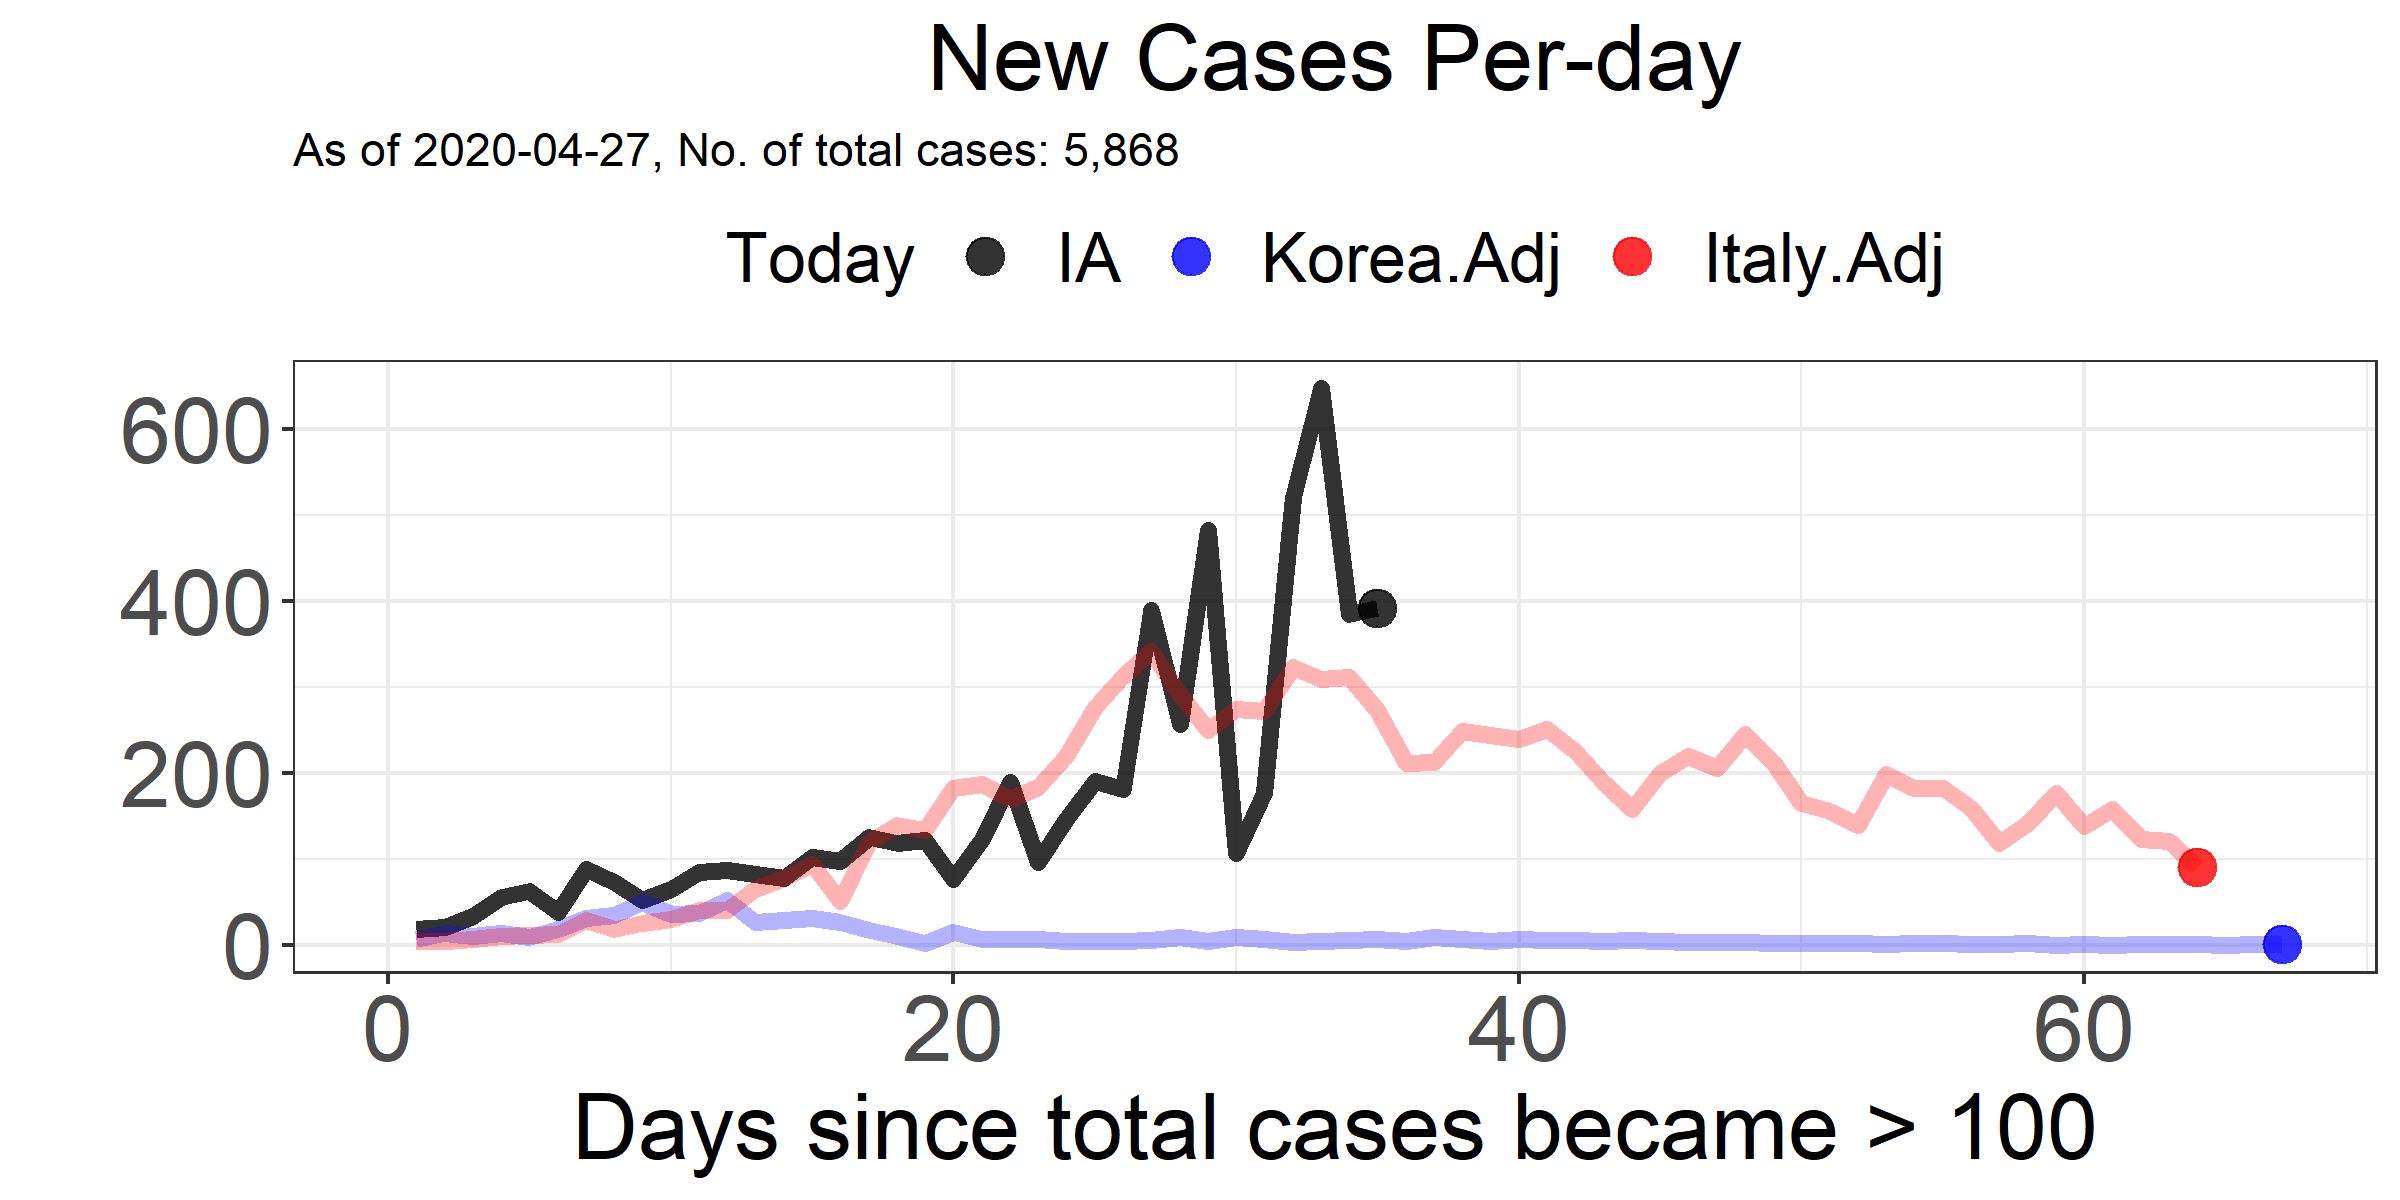 New Cases Per-day
As of 2020-04-27, No. of total cases: 5,868
Today IA Korea.Adj Italy.Adj
600
400
200
0
0 20 40 60
Days since total cases became > 100